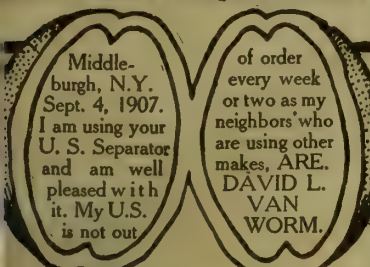 Middle-
burgh, N.Y.
Sept. 4, 1907.
I am using your
U. S. Separator
and am well
pleased with
it. My U.S.
is not out
of order
every week
or two as my
neighbors who
are using other
makes, ARE.
DAVID L.
VAN
WORM.